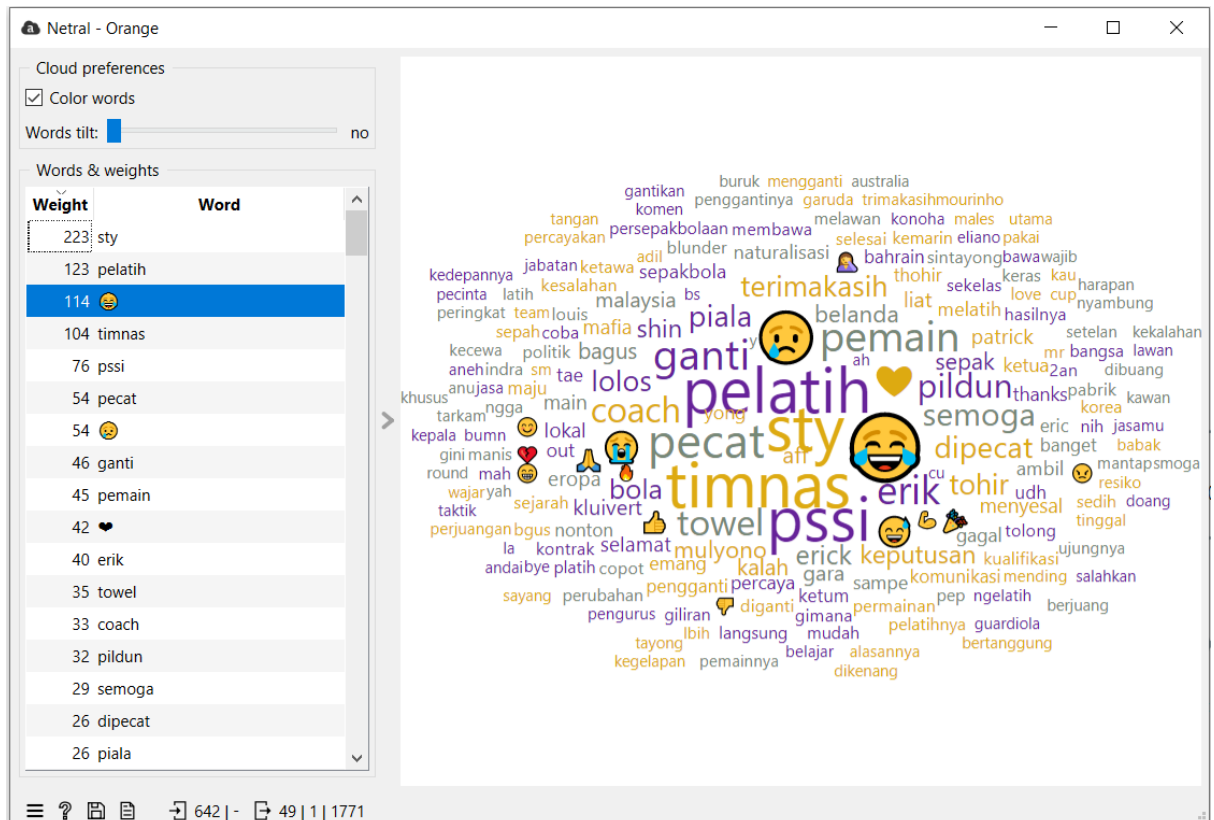 Netral - Orange
Cloud preferences
Color words
Words tilt: no
Words & weights
Weight Word
223 sty
123 pelatih
114 😂
104 timnas
76 pssi
54 pecat
54 😢
46 ganti
45 pemain
42 ❤
40 erik
35 towel
33 coach
32 pildun
29 semoga
26 dipecat
26 piala
642 | - 49 | 1 | 1771
buruk mengganti australia
gantikan penggantinya garuda trimakasihmourinho
komen melawan konoha males utama
tangan persepakbolaan membawa
percayakan selesai kemarin eliano pakai
blunder naturalisasi bahrain sintayong bawa wajib
adil kedepannya jabatan ketawa sepakbola thohir keras kau
pecinta latih kesalahan malaysia bs terimakasih liat sekelas love cup harapan nyambung
peringkat team louis piala belanda melatih hasilnya
sepah coba mafia shin y pemain patrick setelan kekalahan
kecewa politik bagus ganti ah sepak ketua mr bangsa lawan
aneh indra sm tae lolos pelatih pildun 2an dibuang
anu jasa maju thanks pabrik kawan
khusus ngga main coach yong semoga korea
tarkam eric nih jasamu
kepala bumn lokal pecat sty dipecat banget babak
gini manis out aff ambil mantap smoga
round mah eropa timnas cu tohir resiko
wajar yah bola erik udh sedih doang
taktik sejarah kluivert pssi menyesal tinggal
perjuangan bgus nonton towel gagal tolong
la kontrak selamat mulyono erick keputusan kualifikasi ujungnya
andai bye platih copot emang kalah gara sampe komunikasi mending salahkan
sayang perubahan pengganti percaya ketum pep ngelatih
pengurus giliran diganti gimana permainan berjuang
lbih langsung mudah pelatihnya guardiola
tayong belajar alasannya bertanggung
kegelapan pemainnya dikenang